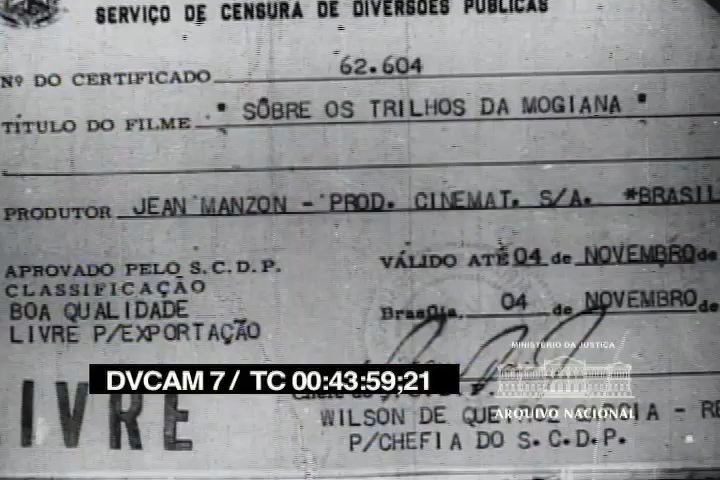 SERVIÇO DE CENSURA DE DIVERSÕES PÚBLICAS
Nº DO CERTIFICADO 62.604
TÍTULO DO FILME " SÔBRE OS TRILHOS DA MOGIANA "
PRODUTOR JEAN MANZON - PROD. CINEMAT. S/A. *BRASIL
APROVADO PELO S.C.D.P. VÁLIDO ATÉ 04 de NOVEMBRO de
CLASSIFICAÇÃO
BOA QUALIDADE Brasília, 04 de NOVEMBRO de
LIVRE P/EXPORTAÇÃO
MINISTÉRIO DA JUSTIÇA
DVCAM 7 / TC 00:43:59;21
ARQUIVO NACIONAL
LIVRE
WILSON DE
P/CHEFIA DO S.C.D.P.